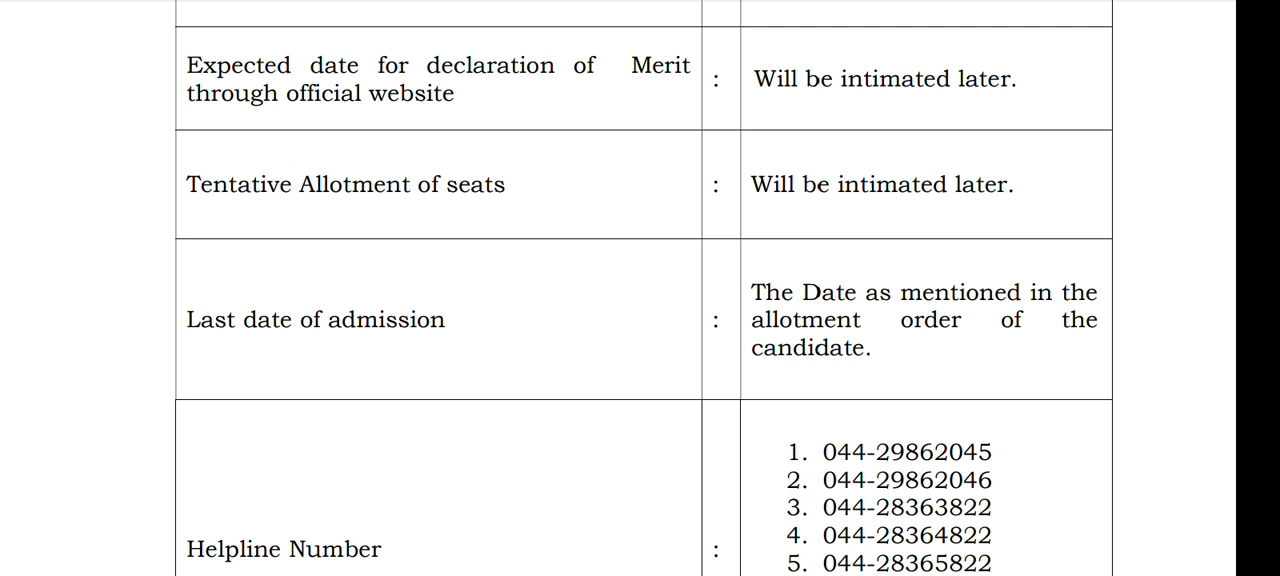 Expected date for declaration of Merit
through official website
:
Will be intimated later.
Tentative Allotment of seats
:
Will be intimated later.
Last date of admission
:
The Date as mentioned in the
allotment order of the
candidate.
Helpline Number
:
1. 044-29862045
2. 044-29862046
3. 044-28363822
4. 044-28364822
5. 044-28365822